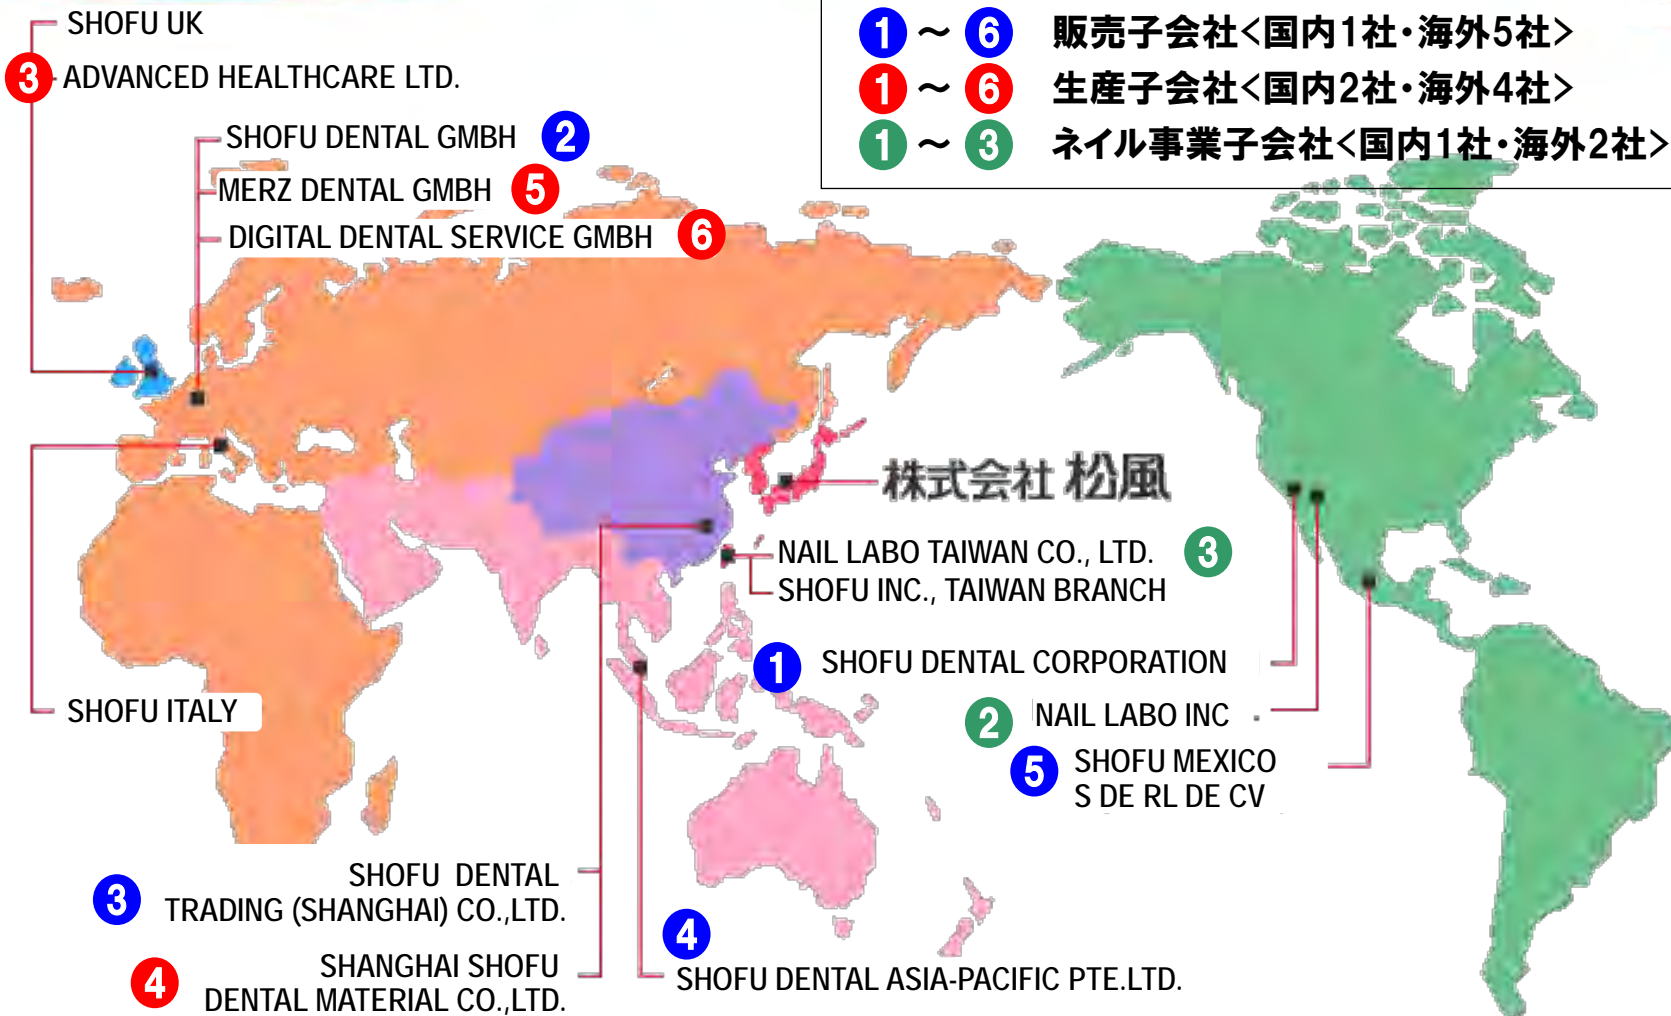 SHOFU UK
3 ADVANCED HEALTHCARE LTD.
1 ~ 6 販売子会社<国内1社・海外5社>
1 ~ 6 生産子会社<国内2社・海外4社>
1 ~ 3 ネイル事業子会社<国内1社・海外2社>
SHOFU DENTAL GMBH 2
MERZ DENTAL GMBH 5
DIGITAL DENTAL SERVICE GMBH 6
株式会社 松風
NAIL LABO TAIWAN CO., LTD. 3
SHOFU INC., TAIWAN BRANCH
1 SHOFU DENTAL CORPORATION
SHOFU ITALY
2 NAIL LABO INC
5 SHOFU MEXICO
S DE RL DE CV
3 SHOFU DENTAL
TRADING (SHANGHAI) CO.,LTD.
4 SHANGHAI SHOFU
DENTAL MATERIAL CO.,LTD.
4
SHOFU DENTAL ASIA-PACIFIC PTE.LTD.